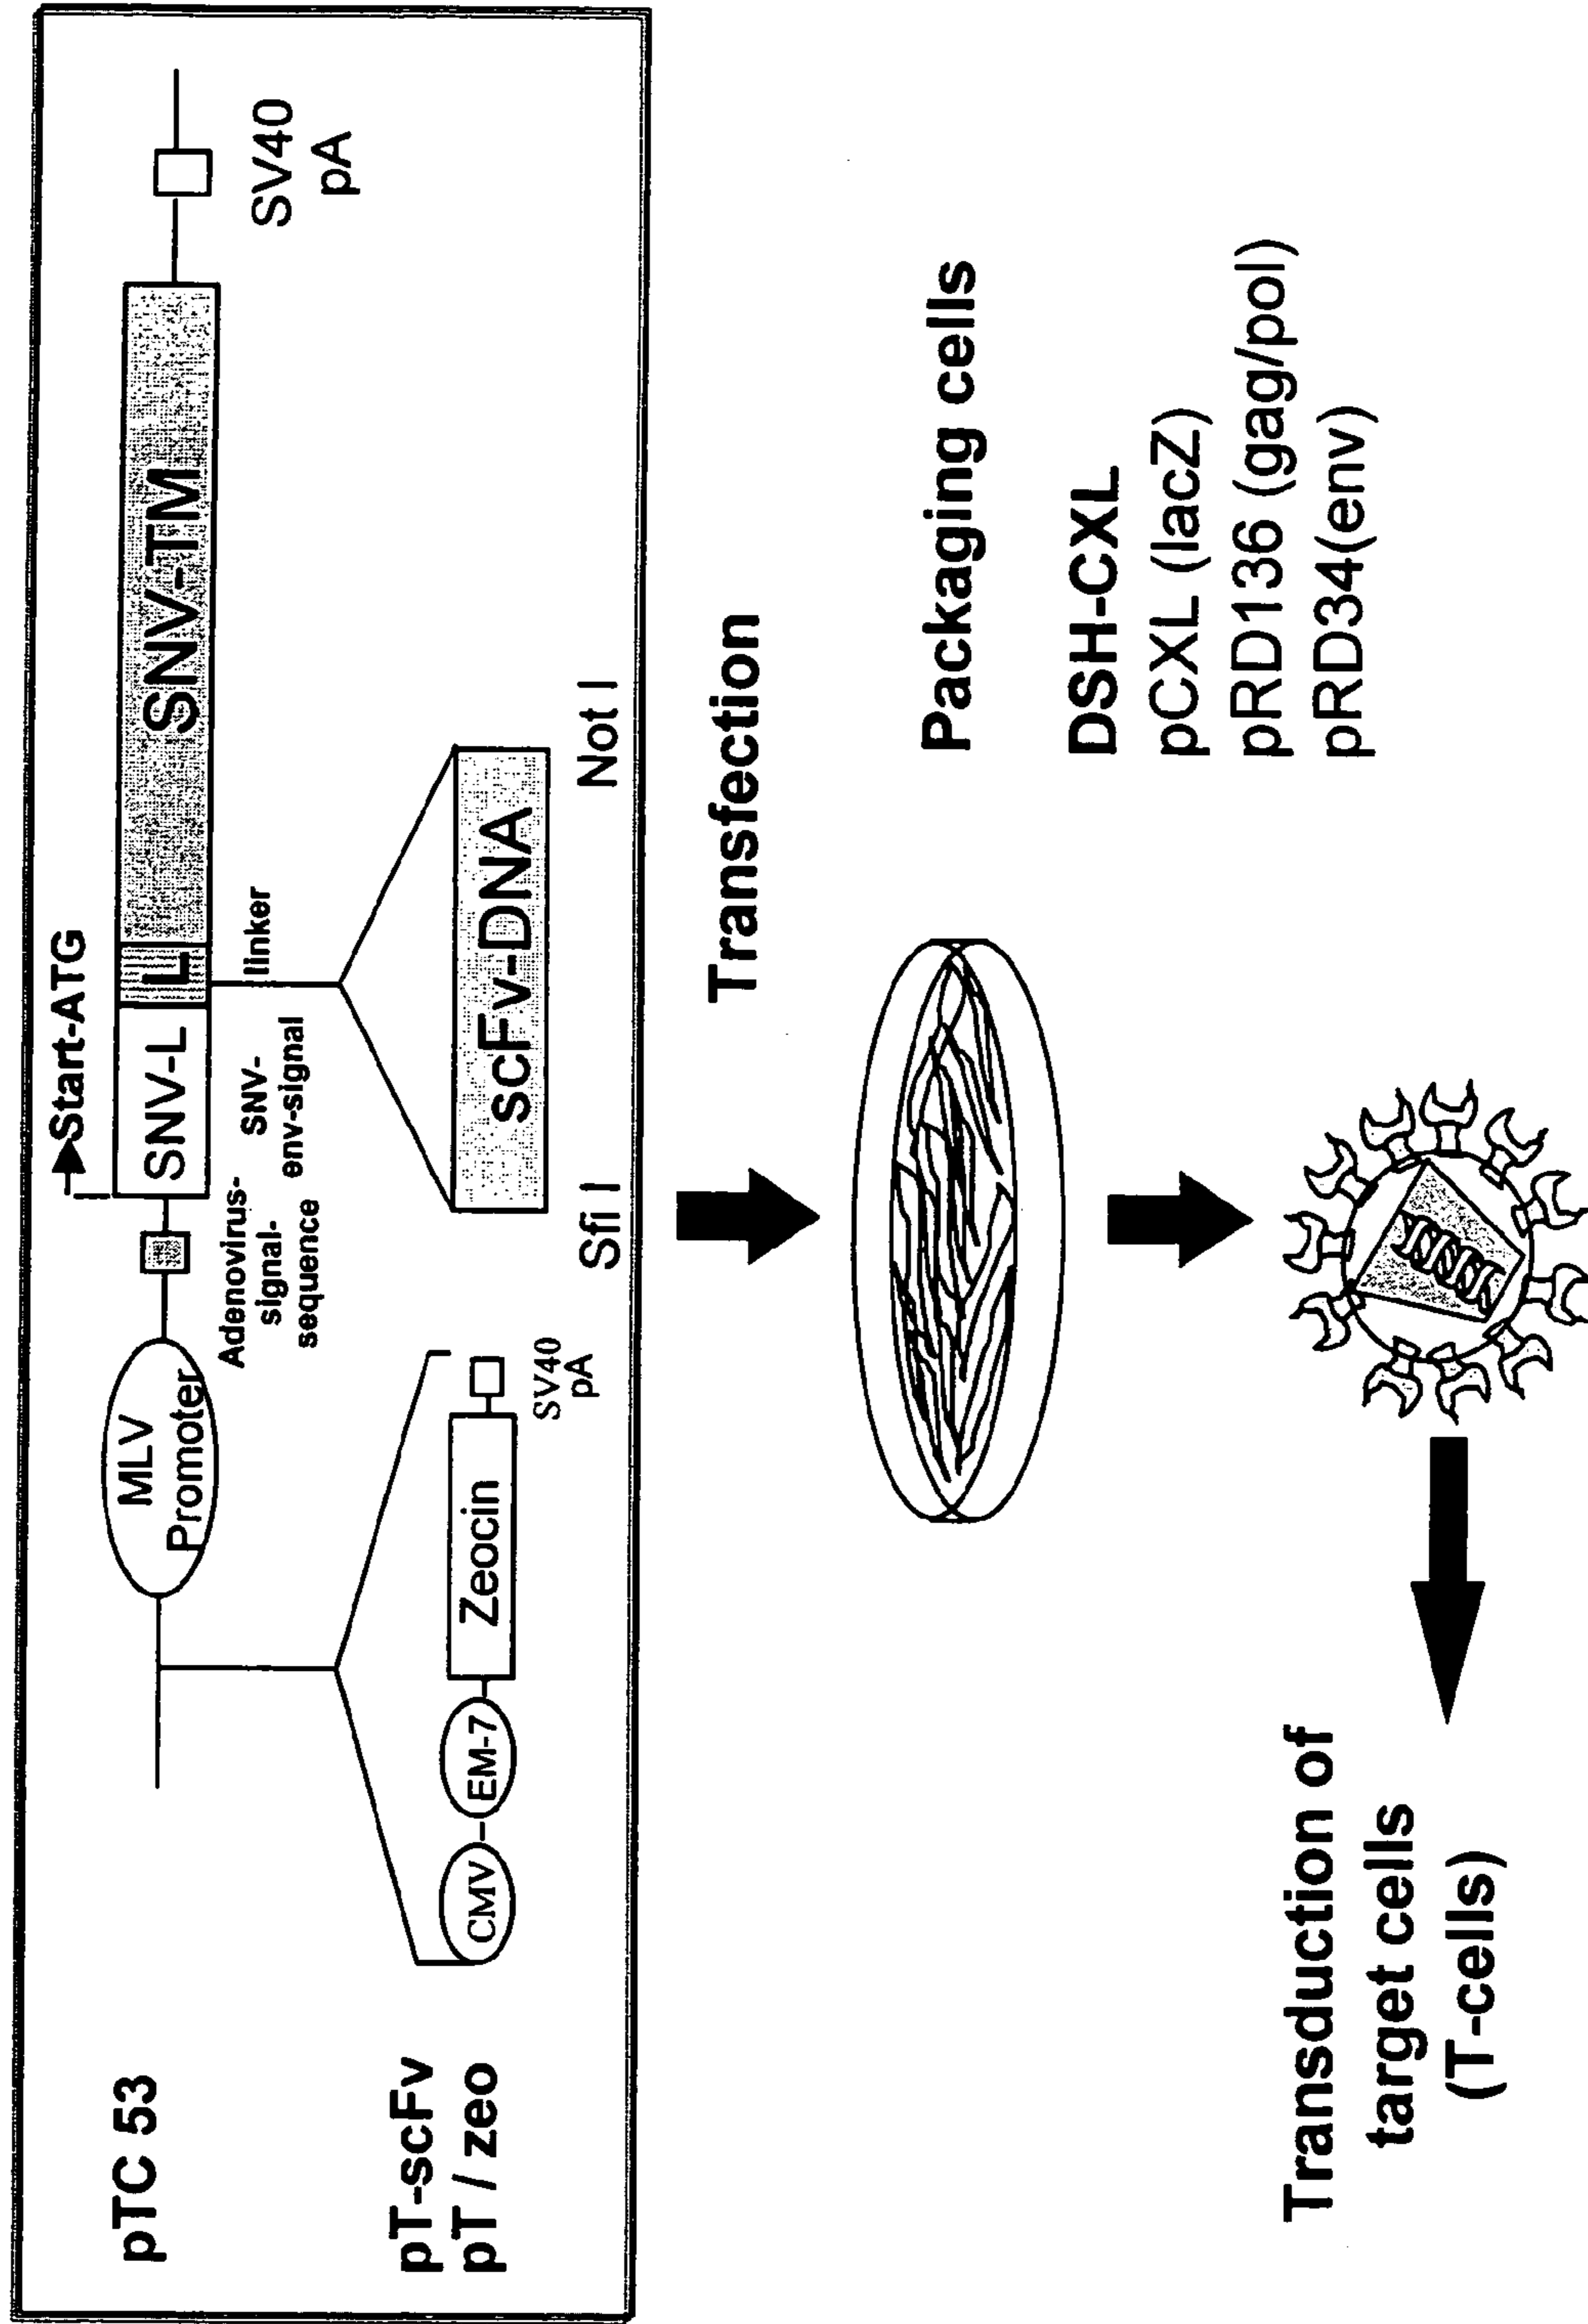 pTC 53
MLV
Promoter
Start-ATG
SNV-L
L
SNV-TM
SV40
pA
Adenovirus-
signal-
sequence
SNV-
env-signal
linker
pT-scFv
pT / zeo
CMV
EM-7
Zeocin
SV40
pA
scFv-DNA
Sfi I
Not I
Transfection
Packaging cells
DSH-CXL
pCXL (lacZ)
pRD136 (gag/pol)
pRD34(env)
Transduction of
target cells
(T-cells)